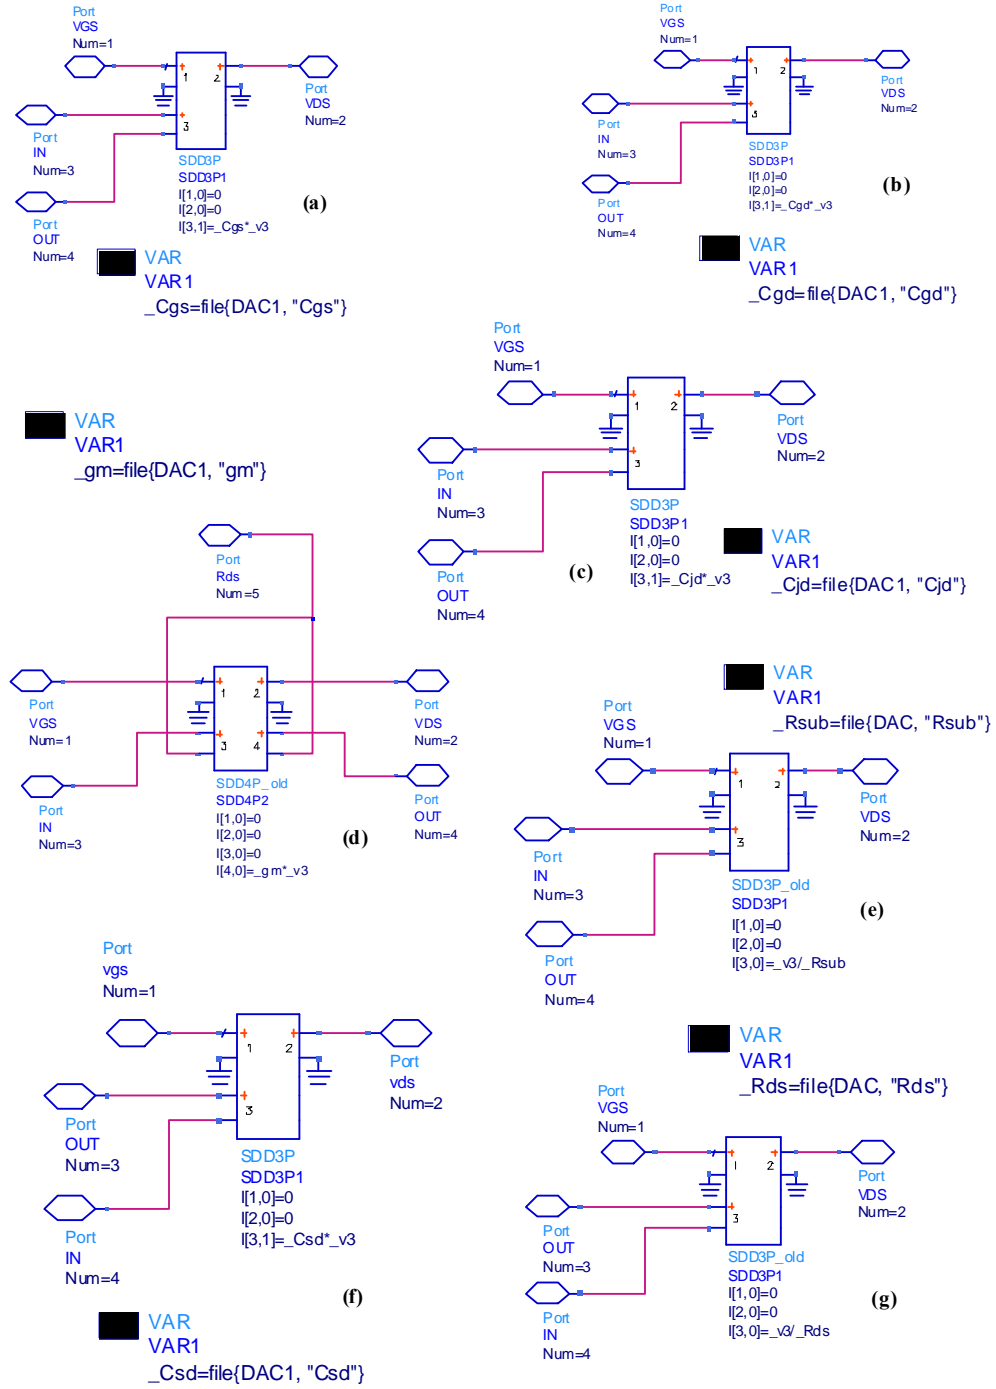 Port
VGS
Num=1
1
2
3
Port
VDS
Num=2
Port
IN
Num=3
SDD3P
SDD3P1
I[1,0]=0
I[2,0]=0
I[3,1]=_Cgs*_v3
Port
OUT
Num=4
(a)
VAR
VAR1
_Cgs=file{DAC1, "Cgs"}
Port
VGS
Num=1
1
2
3
Port
VDS
Num=2
Port
IN
Num=3
SDD3P
SDD3P1
I[1,0]=0
I[2,0]=0
I[3,1]=_Cgd*_v3
Port
OUT
Num=4
(b)
VAR
VAR1
_Cgd=file{DAC1, "Cgd"}
Port
VGS
Num=1
1
2
3
Port
VDS
Num=2
Port
IN
Num=3
SDD3P
SDD3P1
I[1,0]=0
I[2,0]=0
I[3,1]=_Cjd*_v3
Port
OUT
Num=4
(c)
VAR
VAR1
_Cjd=file{DAC1, "Cjd"}
VAR
VAR1
_gm=file{DAC1, "gm"}
Port
Rds
Num=5
1
2
3
4
Port
VGS
Num=1
Port
VDS
Num=2
Port
IN
Num=3
SDD4P_old
SDD4P2
I[1,0]=0
I[2,0]=0
I[3,0]=0
I[4,0]=_gm*_v3
Port
OUT
Num=4
(d)
VAR
VAR1
_Rsub=file{DAC, "Rsub"}
Port
VGS
Num=1
1
2
3
Port
VDS
Num=2
Port
IN
Num=3
SDD3P_old
SDD3P1
I[1,0]=0
I[2,0]=0
I[3,0]=_v3/_Rsub
Port
OUT
Num=4
(e)
Port
vgs
Num=1
1
2
3
Port
vds
Num=2
Port
OUT
Num=3
SDD3P
SDD3P1
I[1,0]=0
I[2,0]=0
I[3,1]=_Csd*_v3
Port
IN
Num=4
(f)
VAR
VAR1
_Csd=file{DAC1, "Csd"}
VAR
VAR1
_Rds=file{DAC, "Rds"}
Port
VGS
Num=1
1
2
3
Port
VDS
Num=2
Port
OUT
Num=3
SDD3P_old
SDD3P1
I[1,0]=0
I[2,0]=0
I[3,0]=_v3/_Rds
Port
IN
Num=4
(g)